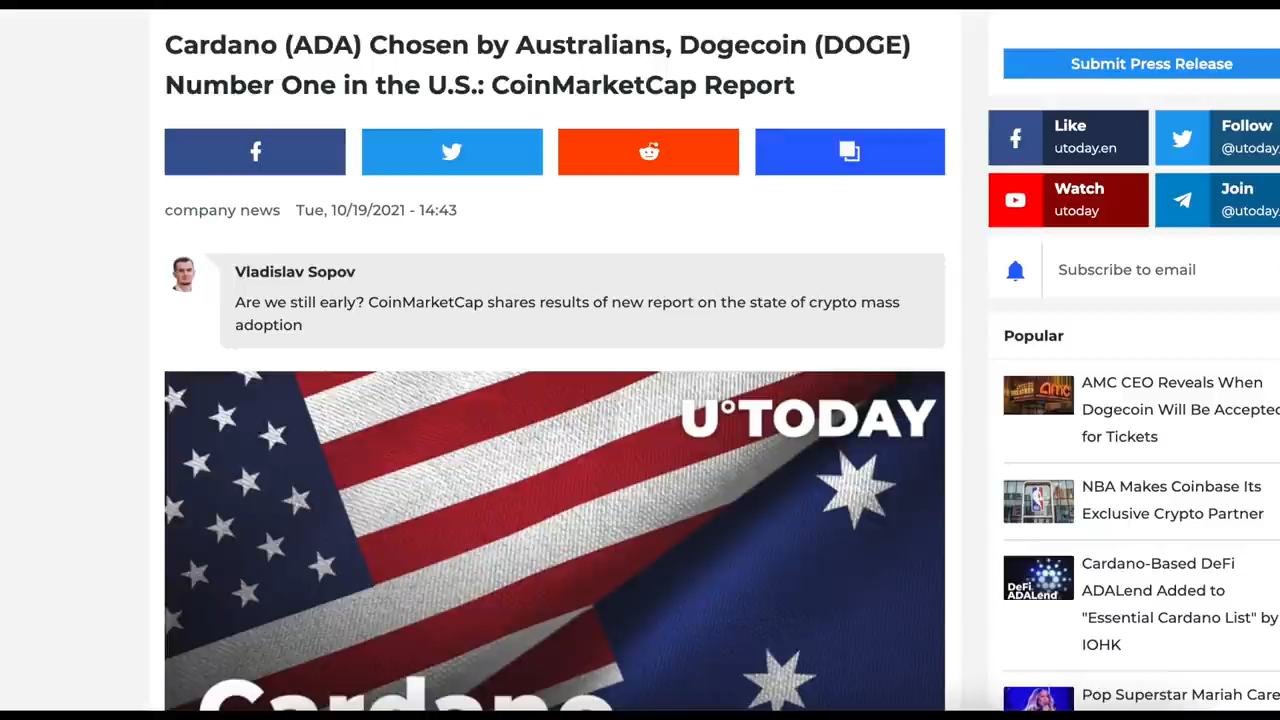 Cardano (ADA) Chosen by Australians, Dogecoin (DOGE)
Number One in the U.S.: CoinMarketCap Report
company news Tue, 10/19/2021 - 14:43
Vladislav Sopov
Are we still early? CoinMarketCap shares results of new report on the state of crypto mass
adoption
U°TODAY
Cardano
Submit Press Release
Like
utoday.en
Follow
@utoday.
Watch
utoday
Join
@utoday.
Subscribe to email
Popular
AMC CEO Reveals When
Dogecoin Will Be Accepted
for Tickets
NBA Makes Coinbase Its
Exclusive Crypto Partner
Cardano-Based DeFi
ADALend Added to
"Essential Cardano List" by
IOHK
Pop Superstar Mariah Care
amc
DeFi
ADALend